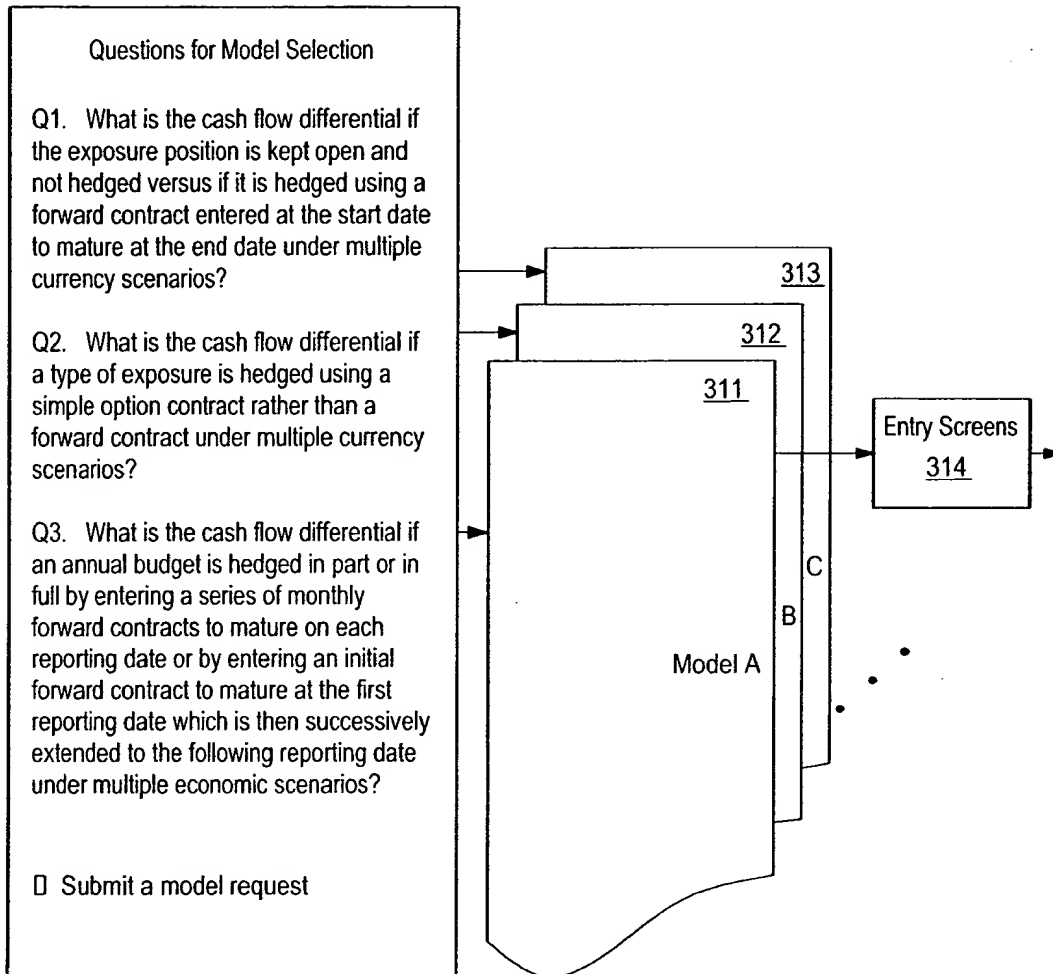 Questions for Model Selection
Q1. What is the cash flow differential if
the exposure position is kept open and
not hedged versus if it is hedged using a
forward contract entered at the start date
to mature at the end date under multiple
currency scenarios?
Q2. What is the cash flow differential if
a type of exposure is hedged using a
simple option contract rather than a
forward contract under multiple currency
scenarios?
Q3. What is the cash flow differential if
an annual budget is hedged in part or in
full by entering a series of monthly
forward contracts to mature on each
reporting date or by entering an initial
forward contract to mature at the first
reporting date which is then successively
extended to the following reporting date
under multiple economic scenarios?
Submit a model request
313
312
311
Model A
B
C
Entry Screens
314